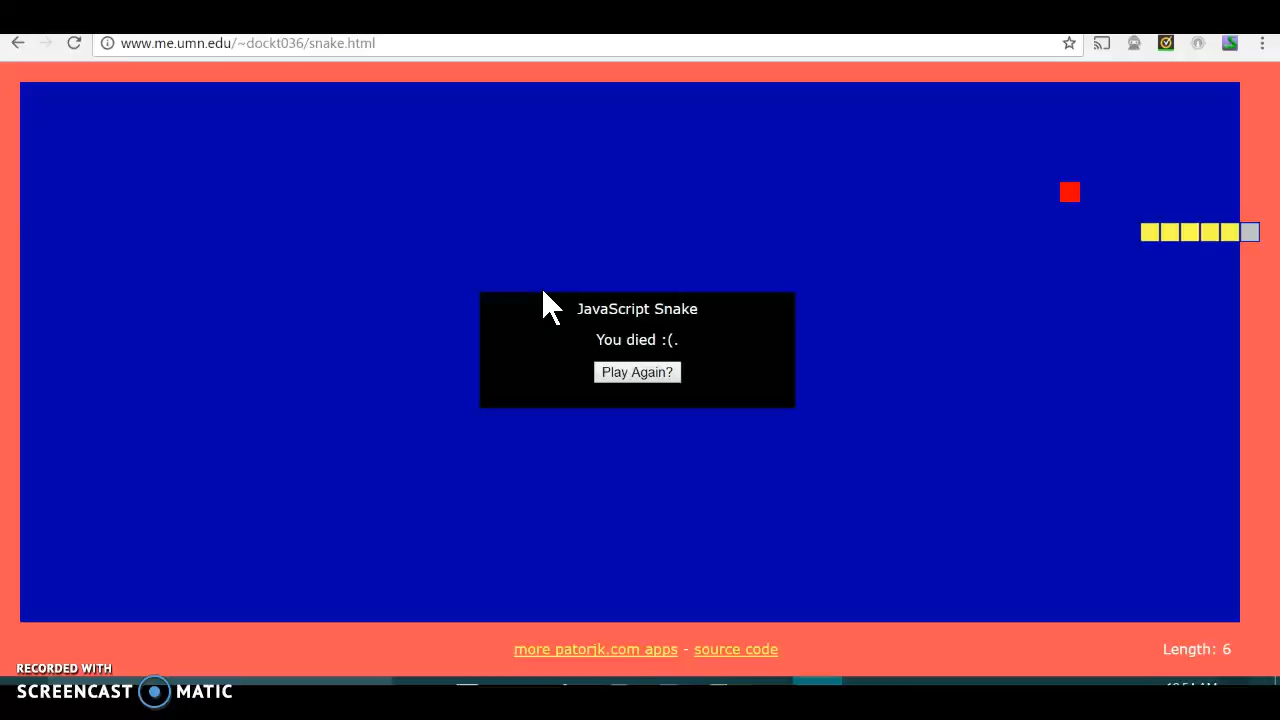 www.me.umn.edu/~dockt036/snake.html
JavaScript Snake
You died :(.
Play Again?
more patorjk.com apps - source code
Length: 6
RECORDED WITH
SCREENCAST MATIC